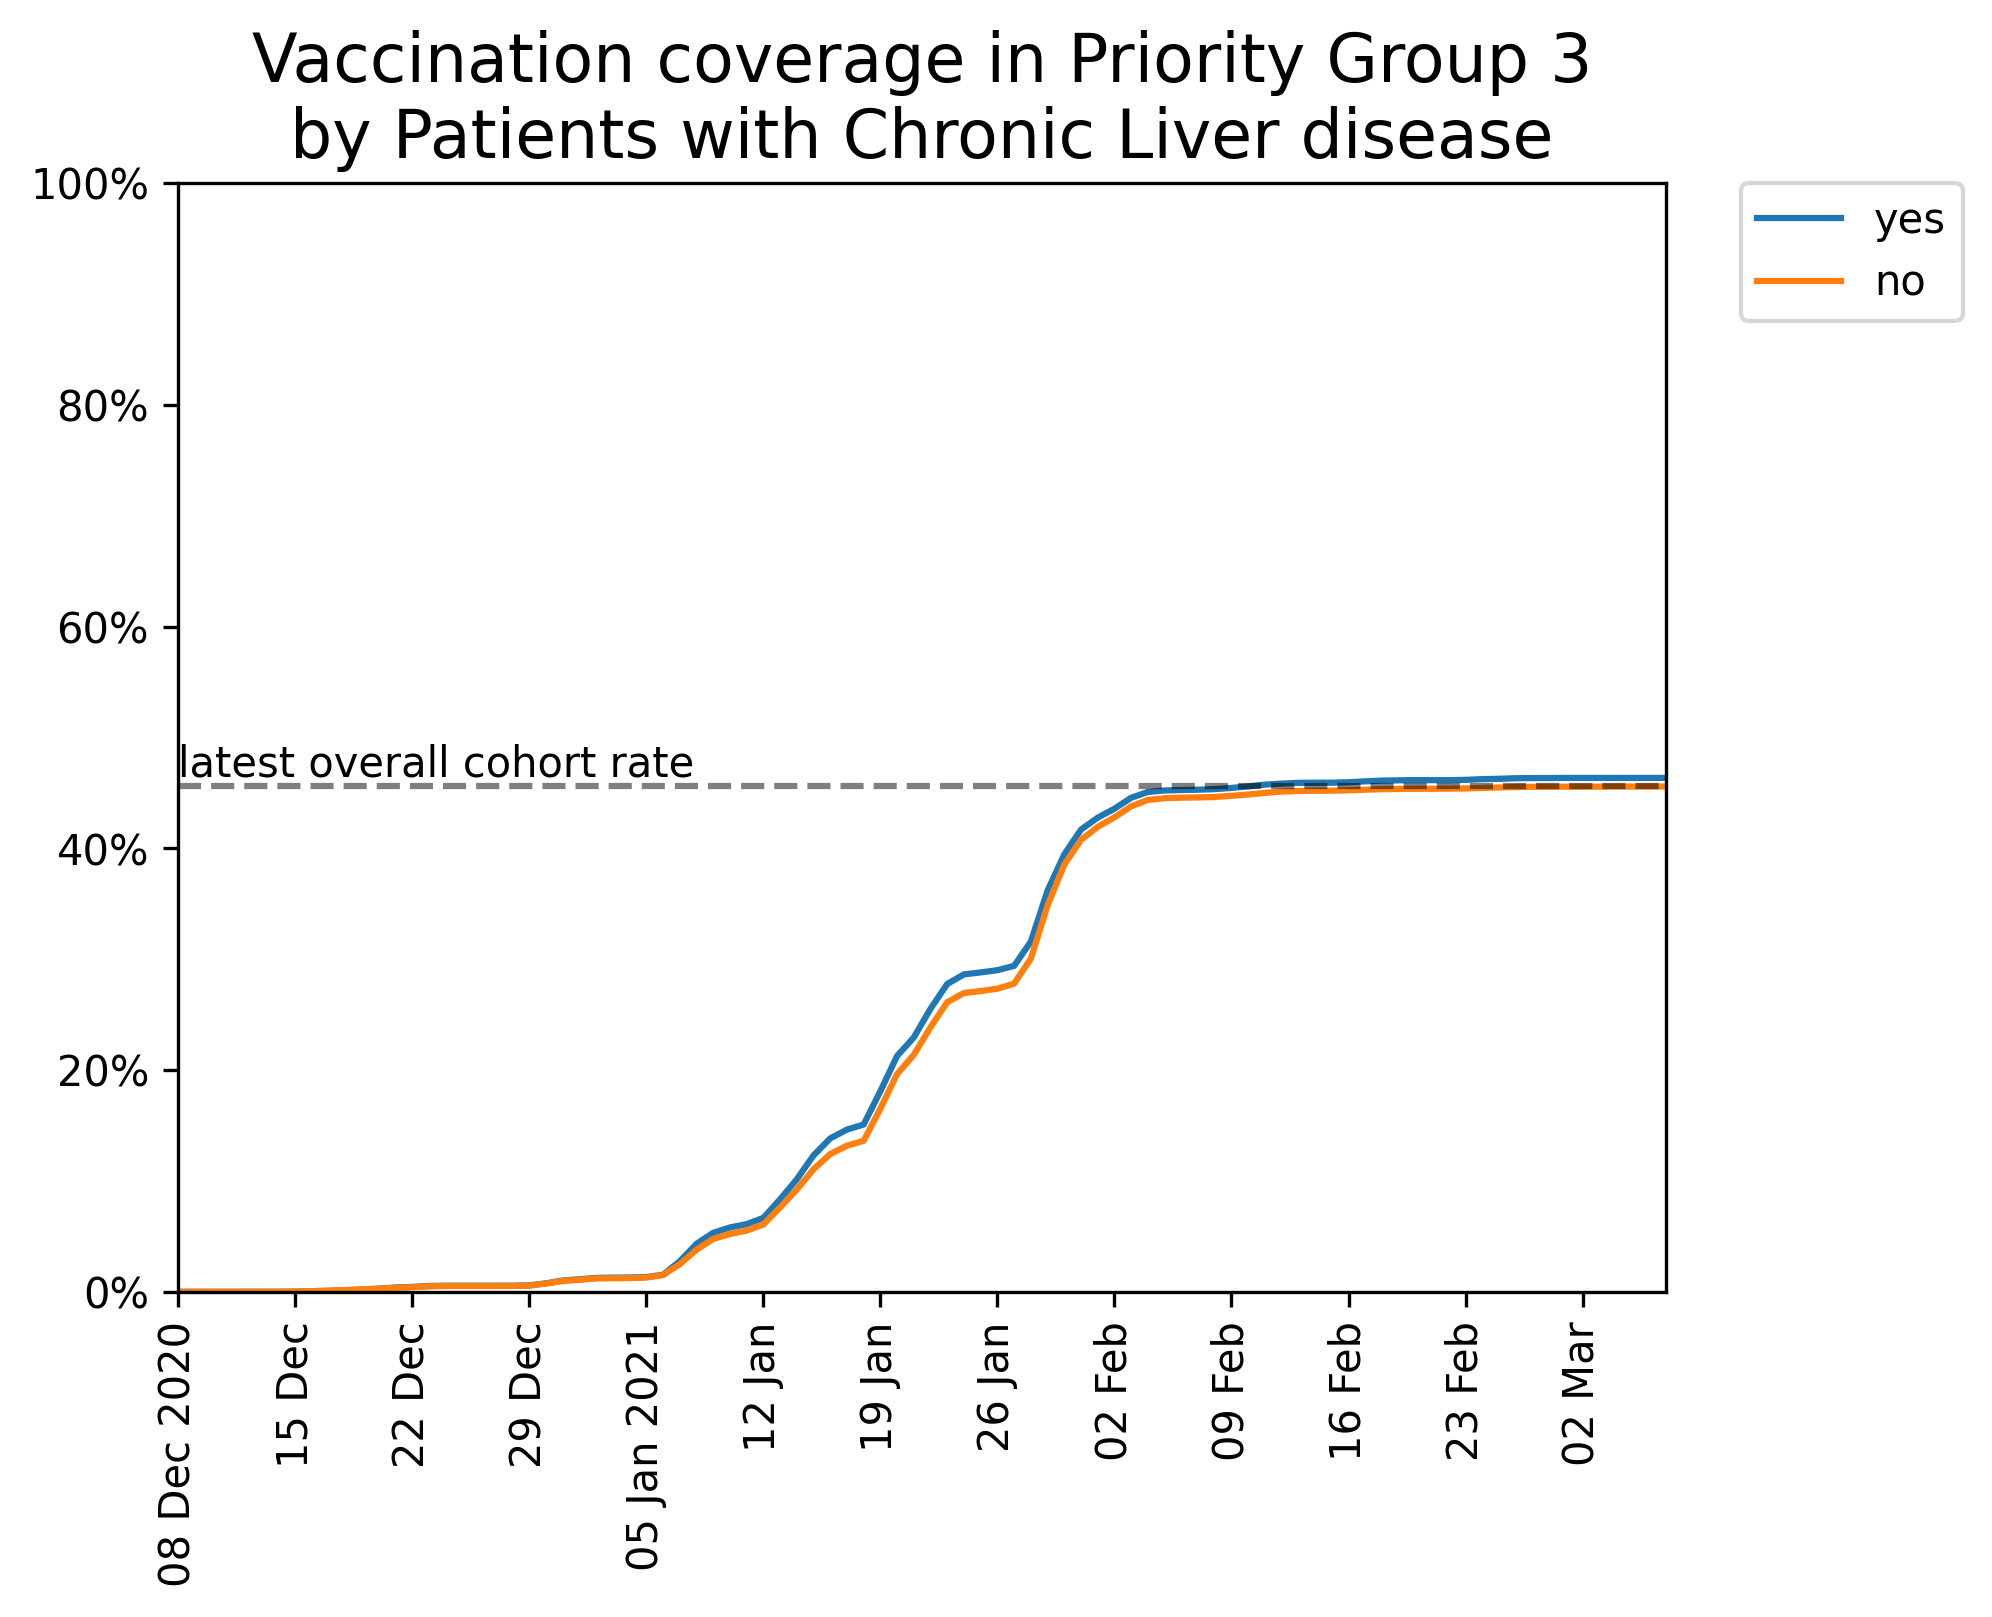 Vaccination coverage in Priority Group 3
by Patients with Chronic Liver disease
100%
80%
60%
40%
20%
0%
latest overall cohort rate
yes
no
08 Dec 2020
15 Dec
22 Dec
29 Dec
05 Jan 2021
12 Jan
19 Jan
26 Jan
02 Feb
09 Feb
16 Feb
23 Feb
02 Mar